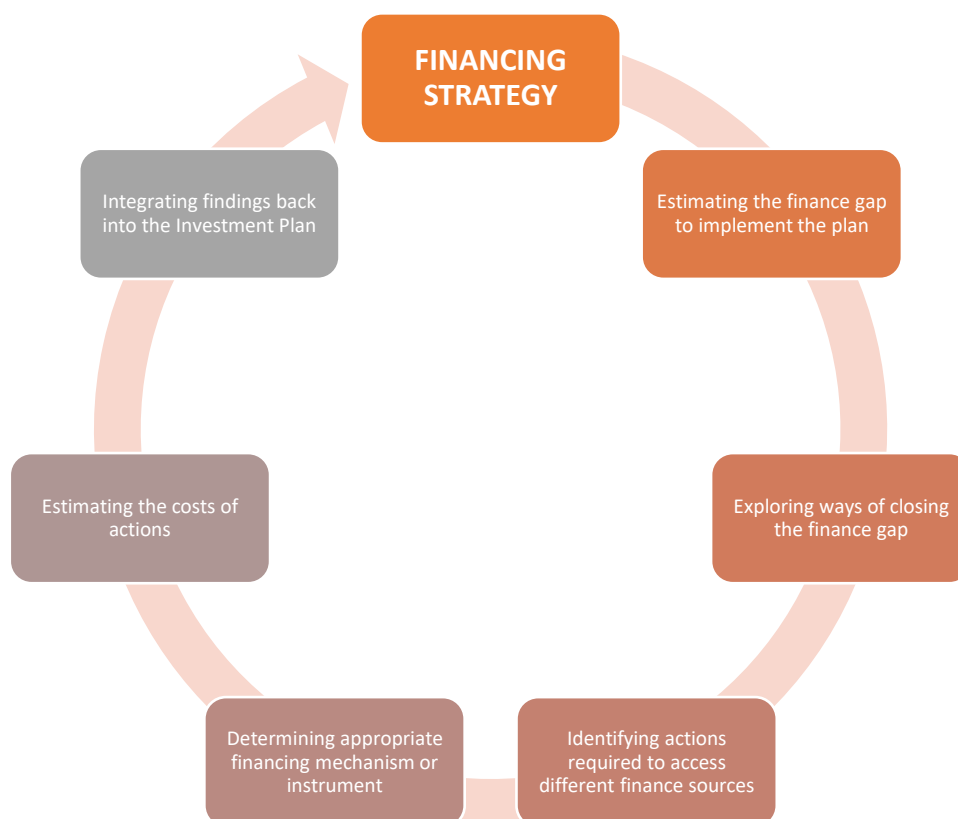 FINANCING
STRATEGY
Estimating the finance gap
to implement the plan
Exploring ways of closing
the finance gap
Identifying actions
required to access
different finance sources
Determining appropriate
financing mechanism or
instrument
Estimating the costs of
actions
Integrating findings back
into the Investment Plan